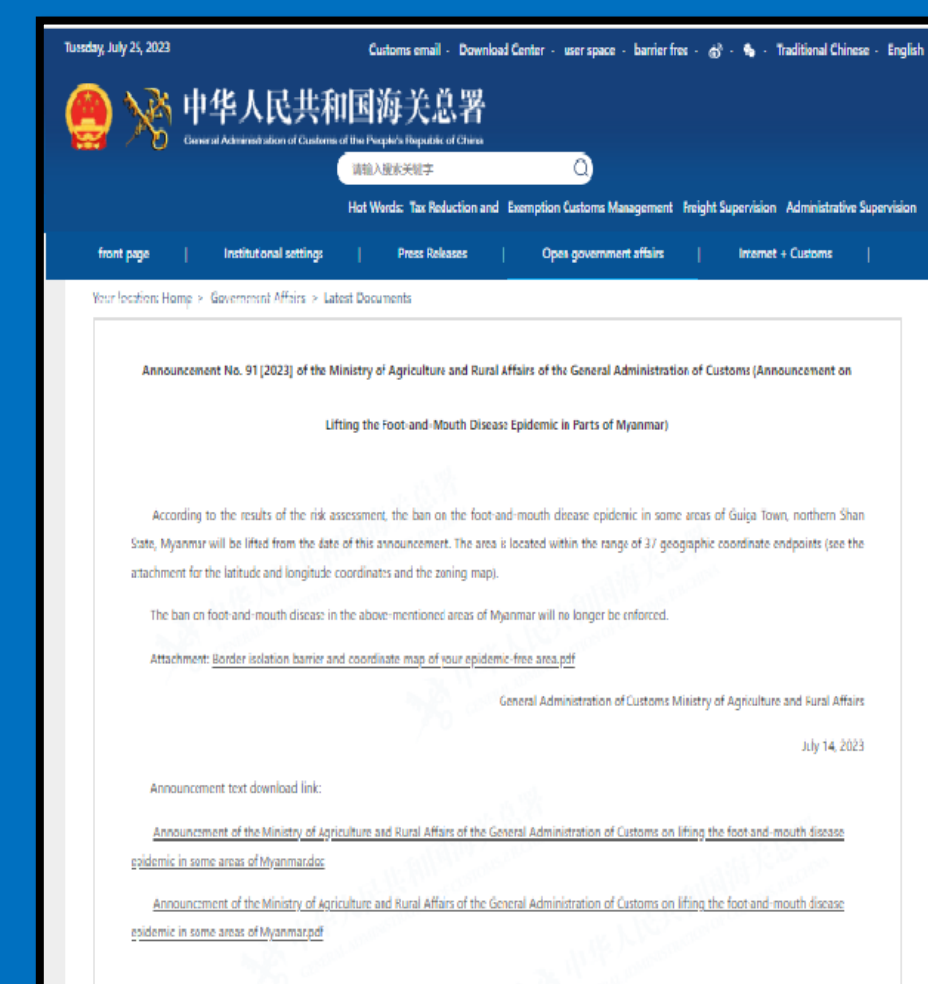 Tuesday, July 25, 2023
Customs email - Download Center - user space - barrier free - - - Traditional Chinese - English
中华人民共和国海关总署
General Administration of Customs of the People's Republic of China
请输入搜索关键字
Hot Words: Tax Reduction and Exemption Customs Management Freight Supervision Administrative Supervision
front page | Institutional settings | Press Releases | Open government affairs | Internet + Customs |
Your location: Home > Government Affairs > Latest Documents
Announcement No. 91 [2023] of the Ministry of Agriculture and Rural Affairs of the General Administration of Customs (Announcement on
Lifting the Foot-and-Mouth Disease Epidemic in Parts of Myanmar)
According to the results of the risk assessment, the ban on the foot-and-mouth disease epidemic in some areas of Guiga Town, northern Shan
State, Myanmar will be lifted from the date of this announcement. The area is located within the range of 37 geographic coordinate endpoints (see the
attachment for the latitude and longitude coordinates and the zoning map).
The ban on foot-and-mouth disease in the above-mentioned areas of Myanmar will no longer be enforced.
Attachment: Border isolation barrier and coordinate map of your epidemic-free area.pdf
General Administration of Customs Ministry of Agriculture and Rural Affairs
July 14, 2023
Announcement text download link:
Announcement of the Ministry of Agriculture and Rural Affairs of the General Administration of Customs on lifting the foot-and-mouth disease
epidemic in some areas of Myanmar.doc
Announcement of the Ministry of Agriculture and Rural Affairs of the General Administration of Customs on lifting the foot-and-mouth disease
epidemic in some areas of Myanmar.pdf